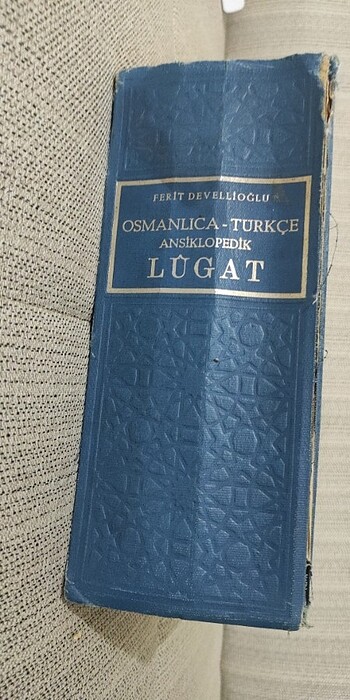 FERİT DEVELLİOĞLU
OSMANLICA-TÜRKÇE
ANSİKLOPEDİK
LÛGAT